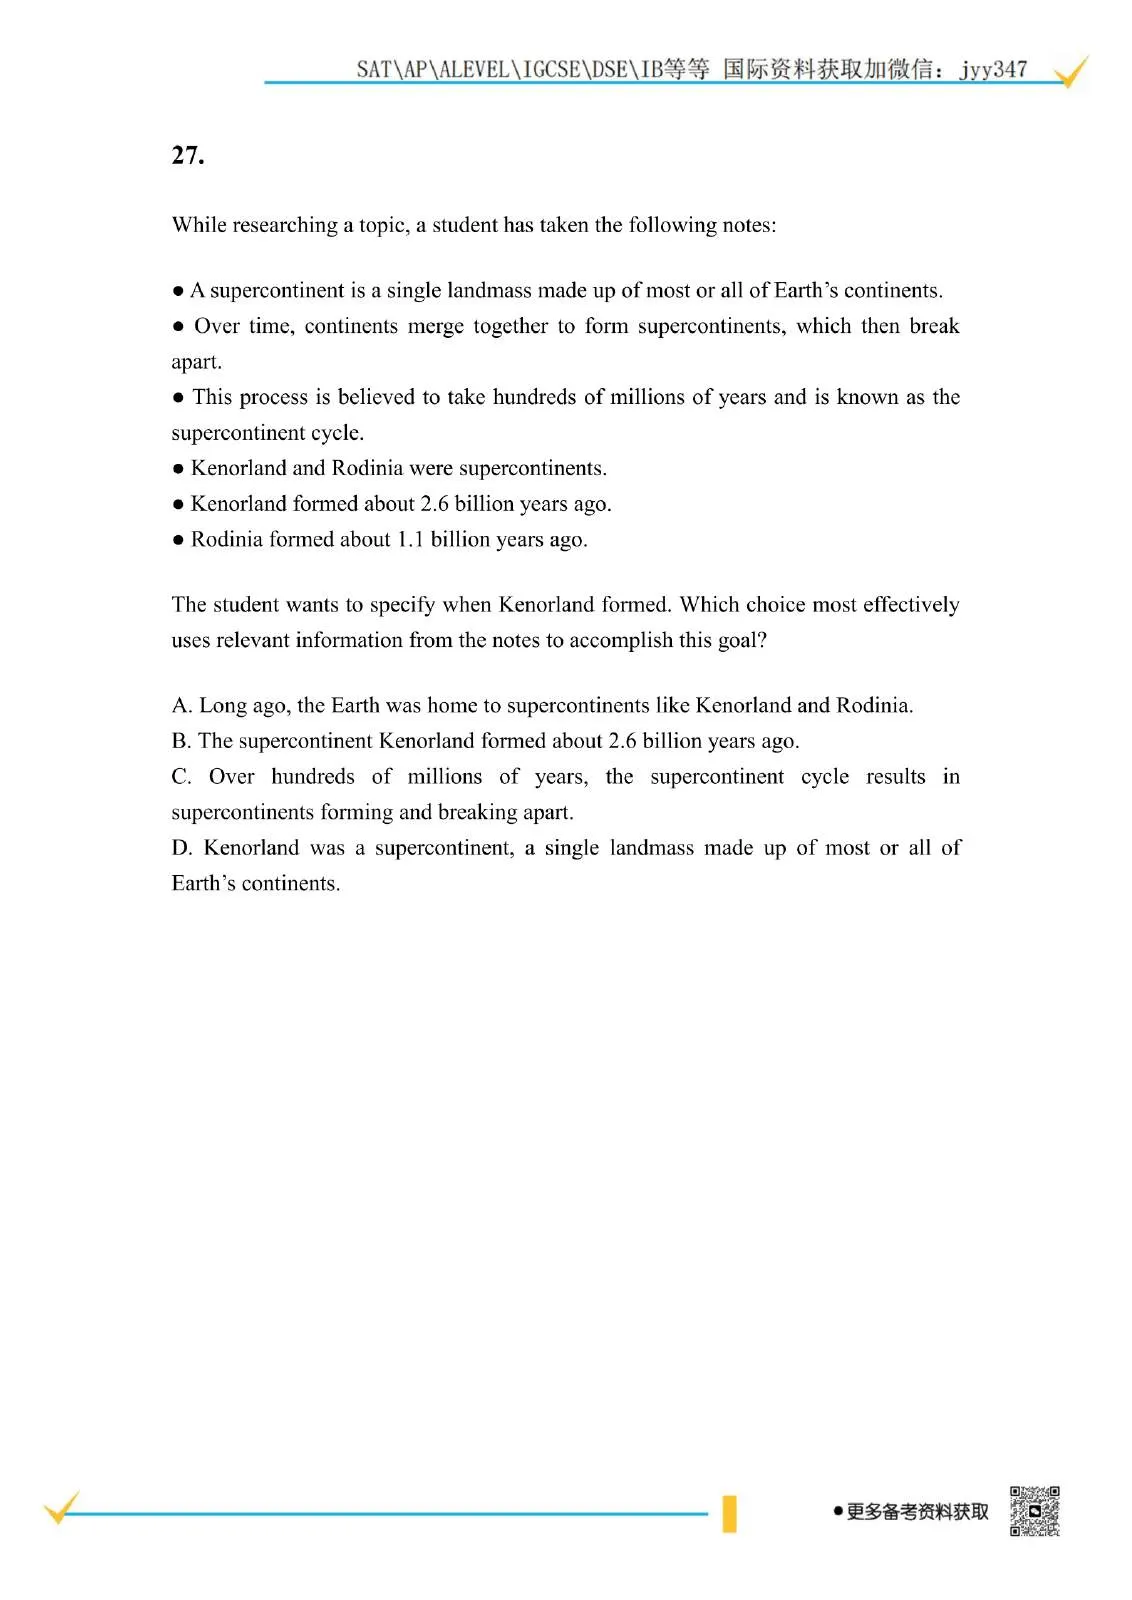 SAT\AP\ALEVEL\IGCSE\DSE\IB等等 国际资料获取加微信：jyy347
27.
While researching a topic, a student has taken the following notes:
● A supercontinent is a single landmass made up of most or all of Earth’s continents.
● Over time, continents merge together to form supercontinents, which then break
apart.
● This process is believed to take hundreds of millions of years and is known as the
supercontinent cycle.
● Kenorland and Rodinia were supercontinents.
● Kenorland formed about 2.6 billion years ago.
● Rodinia formed about 1.1 billion years ago.
The student wants to specify when Kenorland formed. Which choice most effectively
uses relevant information from the notes to accomplish this goal?
A. Long ago, the Earth was home to supercontinents like Kenorland and Rodinia.
B. The supercontinent Kenorland formed about 2.6 billion years ago.
C. Over hundreds of millions of years, the supercontinent cycle results in
supercontinents forming and breaking apart.
D. Kenorland was a supercontinent, a single landmass made up of most or all of
Earth’s continents.
●更多备考资料获取